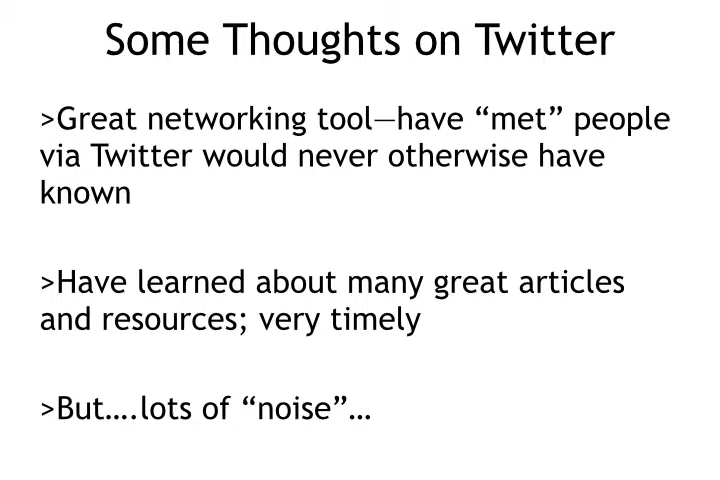 Some Thoughts on Twitter
>Great networking tool—have “met” people
via Twitter would never otherwise have
known
>Have learned about many great articles
and resources; very timely
>But….lots of “noise”…